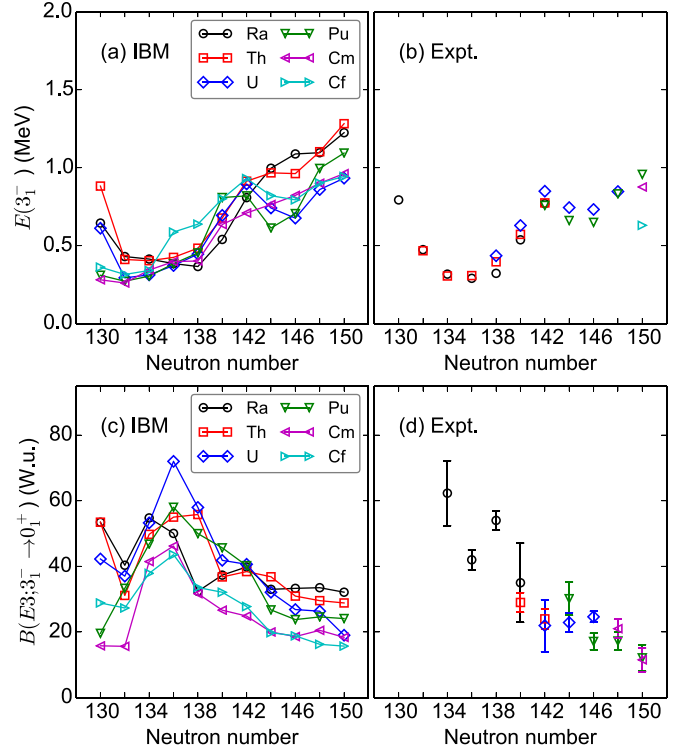 2.0
1.5
1.0
0.5
0.0
E(3₁⁻) (MeV)
(a) IBM
Ra
Th
U
Pu
Cm
Cf
130 134 138 142 146 150
Neutron number
(b) Expt.
130 134 138 142 146 150
Neutron number
80
60
40
20
0
B(E3;3₁⁻→0₁⁺) (W.u.)
(c) IBM
Ra
Th
U
Pu
Cm
Cf
130 134 138 142 146 150
Neutron number
(d) Expt.
130 134 138 142 146 150
Neutron number